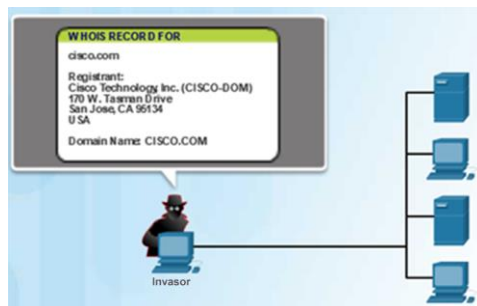 WHOIS RECORD FOR
cisco.com
Registrant:
Cisco Technology, Inc. (CISCO-DOM)
170 W. Tasman Drive
San Jose, CA 95134
USA
Domain Name: CISCO.COM
Invasor